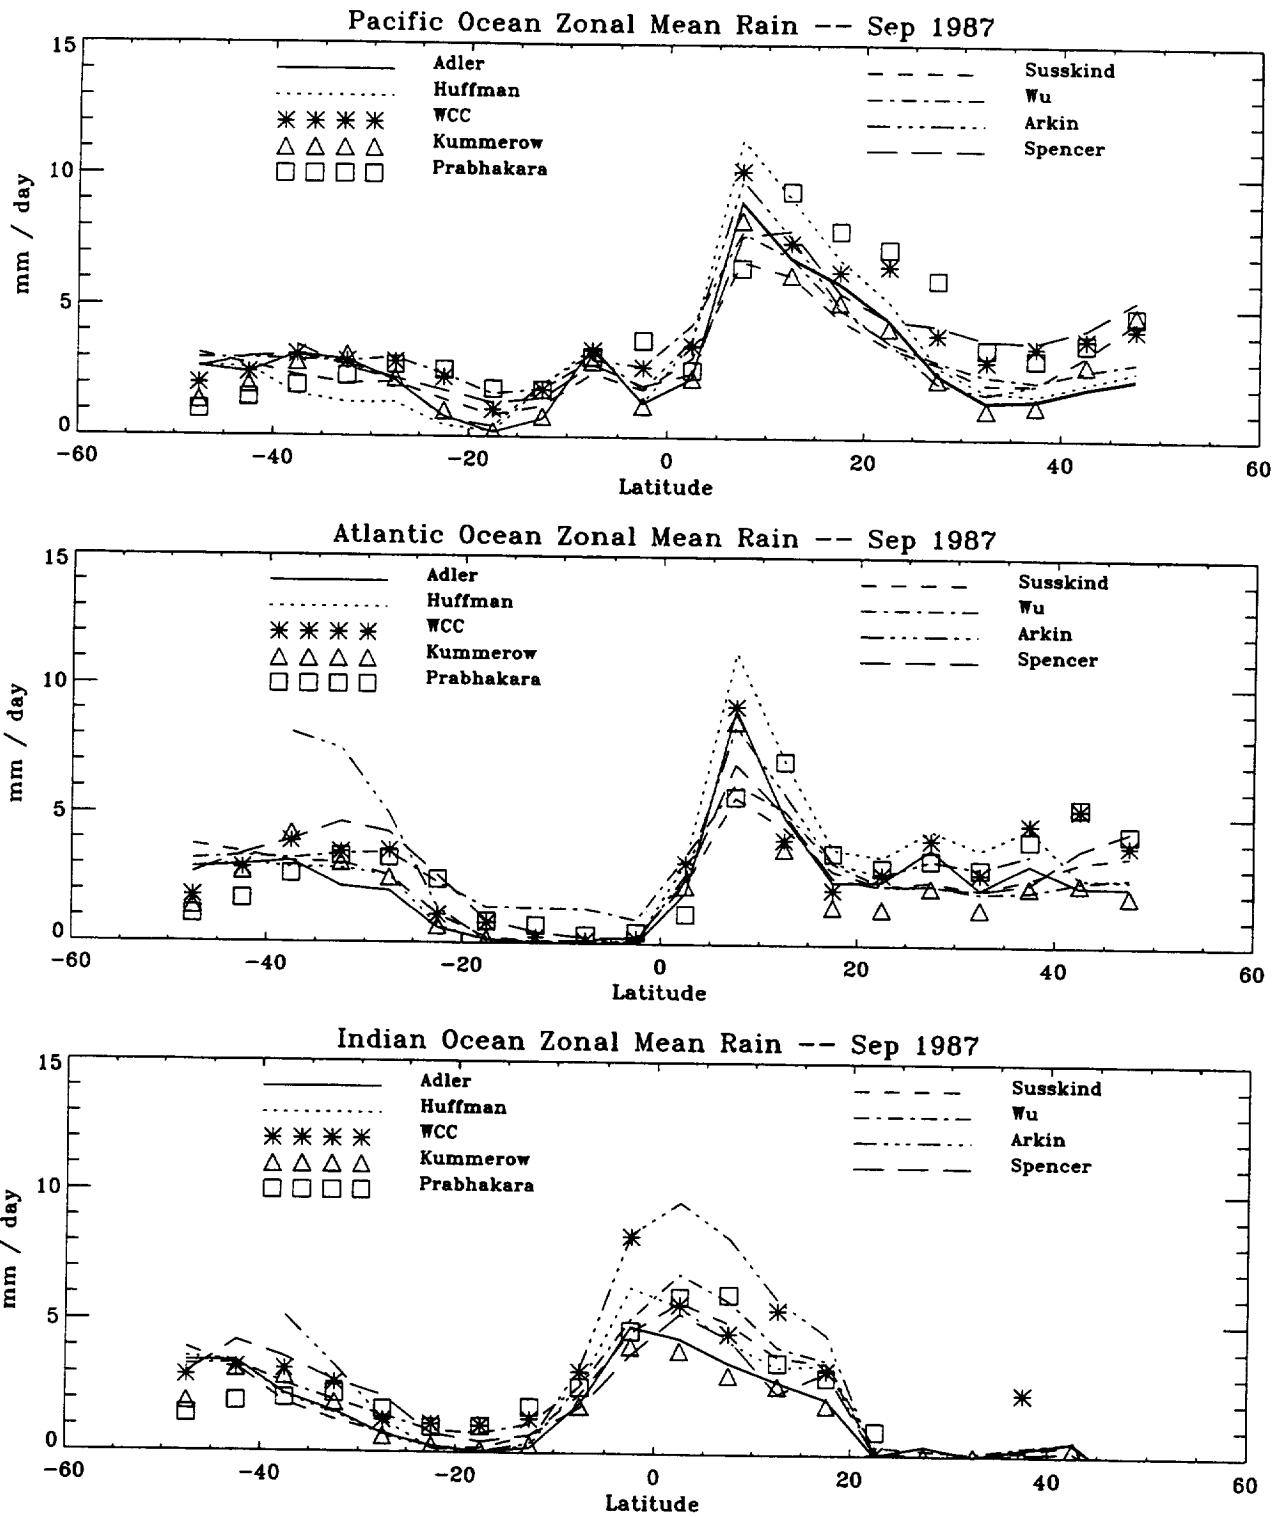 Pacific Ocean Zonal Mean Rain -- Sep 1987
15
10
5
0
mm / day
Adler
Huffman
WCC
Kummerow
Prabhakara
Susskind
Wu
Arkin
Spencer
-60 -40 -20 0 20 40 60
Latitude
Atlantic Ocean Zonal Mean Rain -- Sep 1987
15
10
5
0
mm / day
Adler
Huffman
WCC
Kummerow
Prabhakara
Susskind
Wu
Arkin
Spencer
-60 -40 -20 0 20 40 60
Latitude
Indian Ocean Zonal Mean Rain -- Sep 1987
15
10
5
0
mm / day
Adler
Huffman
WCC
Kummerow
Prabhakara
Susskind
Wu
Arkin
Spencer
-60 -40 -20 0 20 40 60
Latitude